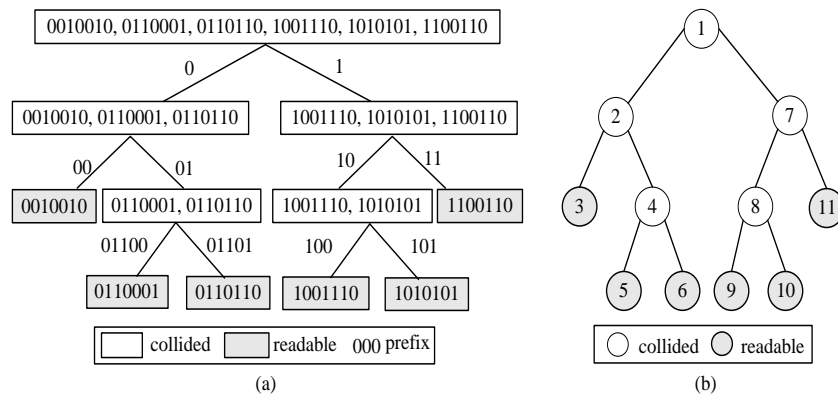 0010010, 0110001, 0110110, 1001110, 1010101, 1100110
0 1
0010010, 0110001, 0110110 1001110, 1010101, 1100110
00 01 10 11
0010010 0110001, 0110110 1001110, 1010101 1100110
01100 01101 100 101
0110001 0110110 1001110 1010101
collided readable 000 prefix
(a)
1
2 7
3 4 8 11
5 6 9 10
collided readable
(b)